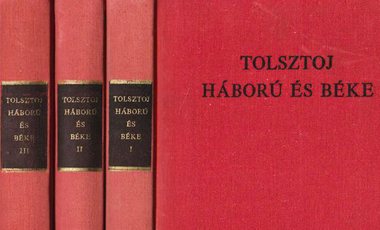 TOLSZTOJ
HÁBORÚ
ÉS
BÉKE
III
TOLSZTOJ
HÁBORÚ
ÉS
BÉKE
II
TOLSZTOJ
HÁBORÚ
ÉS
BÉKE
I
TOLSZTOJ
HÁBORÚ ÉS BÉKE